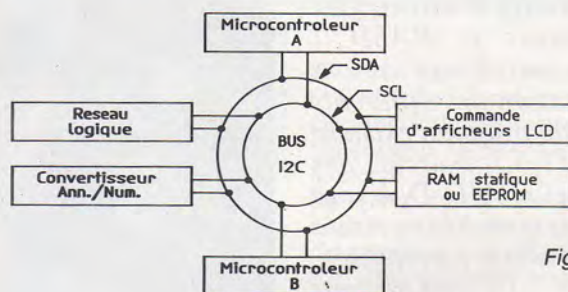 Microcontroleur
A
SDA
SCL
Reseau
logique
Commande
d'afficheurs LCD
BUS
I2C
Convertisseur
Ann./Num.
RAM statique
ou EEPROM
Microcontroleur
B
Fig